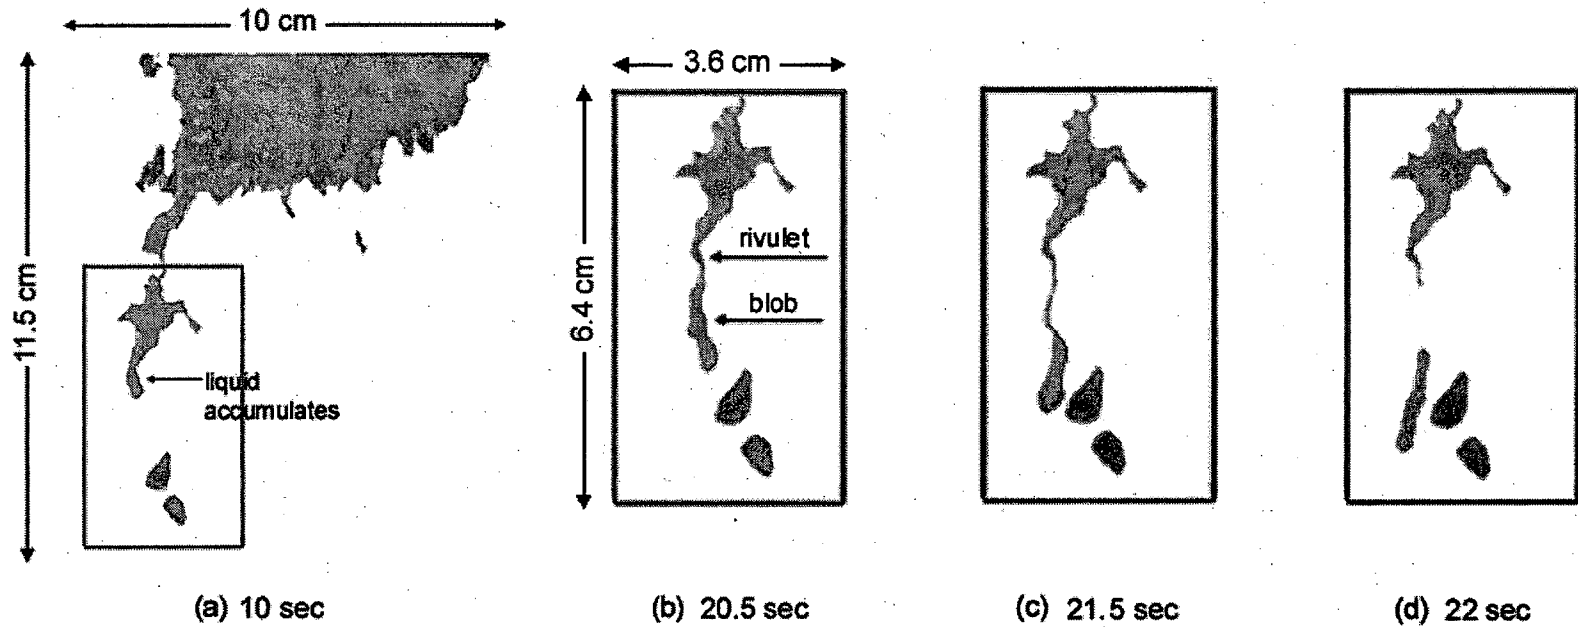 10 cm
11.5 cm
liquid
accumulates
(a) 10 sec
3.6 cm
6.4 cm
rivulet
blob
(b) 20.5 sec
(c) 21.5 sec
(d) 22 sec